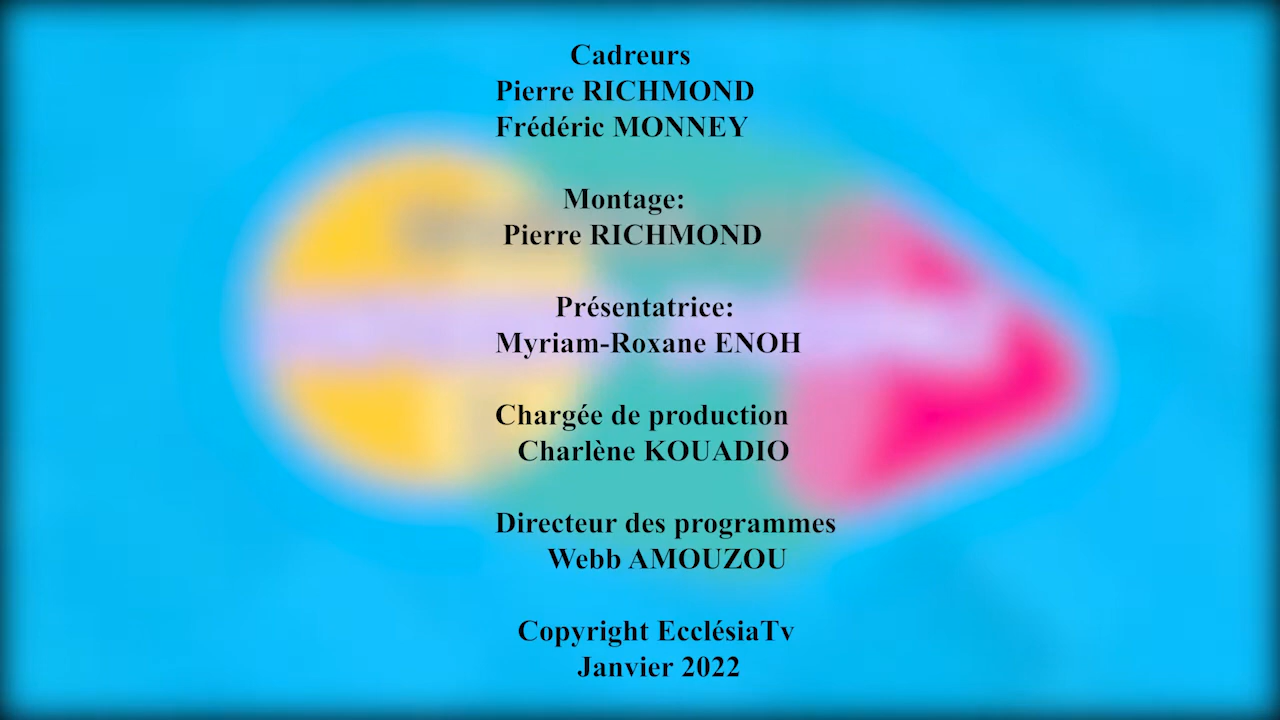 Cadreurs
Pierre RICHMOND
Frédéric MONNEY
Montage:
Pierre RICHMOND
Présentatrice:
Myriam-Roxane ENOH
Chargée de production
Charlène KOUADIO
Directeur des programmes
Webb AMOUZOU
Copyright EcclésiaTv
Janvier 2022